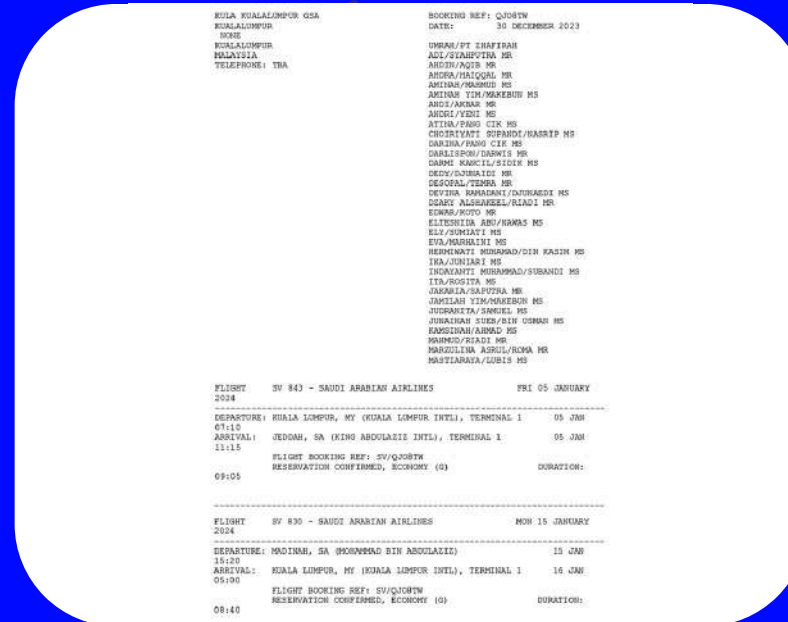 KULA KUALALUMPUR GSA
KUALALUMPUR
NONE
KUALALUMPUR
MALAYSIA
TELEPHONE: TBA
BOOKING REF: QJO8TW
DATE: 30 DECEMBER 2023
UMRAH/PT ZHAFIRAH
ADI/SYAHPUTRA MR
AHDIN/AQIB MR
AHDRA/HAIQQAL MR
AMINAH/MAHMUD MS
AMINAH YIM/MAKEBUN MS
ANDI/AKBAR MR
ANDRI/YENI MS
ATINA/PANG CIK MS
CHOIRIYATI SUPANDI/NASRIP MS
DARINA/PANG CIK MS
DARLISPON/DARWIS MR
DARMI KANCIL/SIDIK MS
DEDY/DJUNAIDI MR
DESOPAL/TEMRA MR
DEVINA RAMADANI/DJUNAEDI MS
DZAKY ALSHAKEEL/RIADI MR
EDWAR/KOTO MR
ELTESHIDA ABU/NAWAS MS
ELY/SUMIATI MS
EVA/MARHAINI MS
HERMIWATI MUHAMAD/DIN KASIM MS
IKA/JUNIARI MS
INDAYANTI MUHAMMAD/SUBANDI MS
ITA/ROSITA MS
JAKARIA/SAPUTRA MR
JAMILAH YIM/MAKEBUN MS
JUDRANITA/SAMUEL MS
JUNAINAH SUEB/BIN USMAN MS
KAMSINAH/AHMAD MS
MAHMUD/RIADI MR
MARZULINA ASRUL/ROMA MR
MASTIARAYA/LUBIS MS
FLIGHT SV 843 - SAUDI ARABIAN AIRLINES FRI 05 JANUARY
2024
DEPARTURE: KUALA LUMPUR, MY (KUALA LUMPUR INTL), TERMINAL 1 05 JAN
07:10
ARRIVAL: JEDDAH, SA (KING ABDULAZIZ INTL), TERMINAL 1 05 JAN
11:15
FLIGHT BOOKING REF: SV/QJO8TW
RESERVATION CONFIRMED, ECONOMY (G) DURATION:
09:05
FLIGHT SV 830 - SAUDI ARABIAN AIRLINES MON 15 JANUARY
2024
DEPARTURE: MADINAH, SA (MOHAMMAD BIN ABDULAZIZ) 15 JAN
15:20
ARRIVAL: KUALA LUMPUR, MY (KUALA LUMPUR INTL), TERMINAL 1 16 JAN
05:00
FLIGHT BOOKING REF: SV/QJO8TW
RESERVATION CONFIRMED, ECONOMY (G) DURATION:
08:40